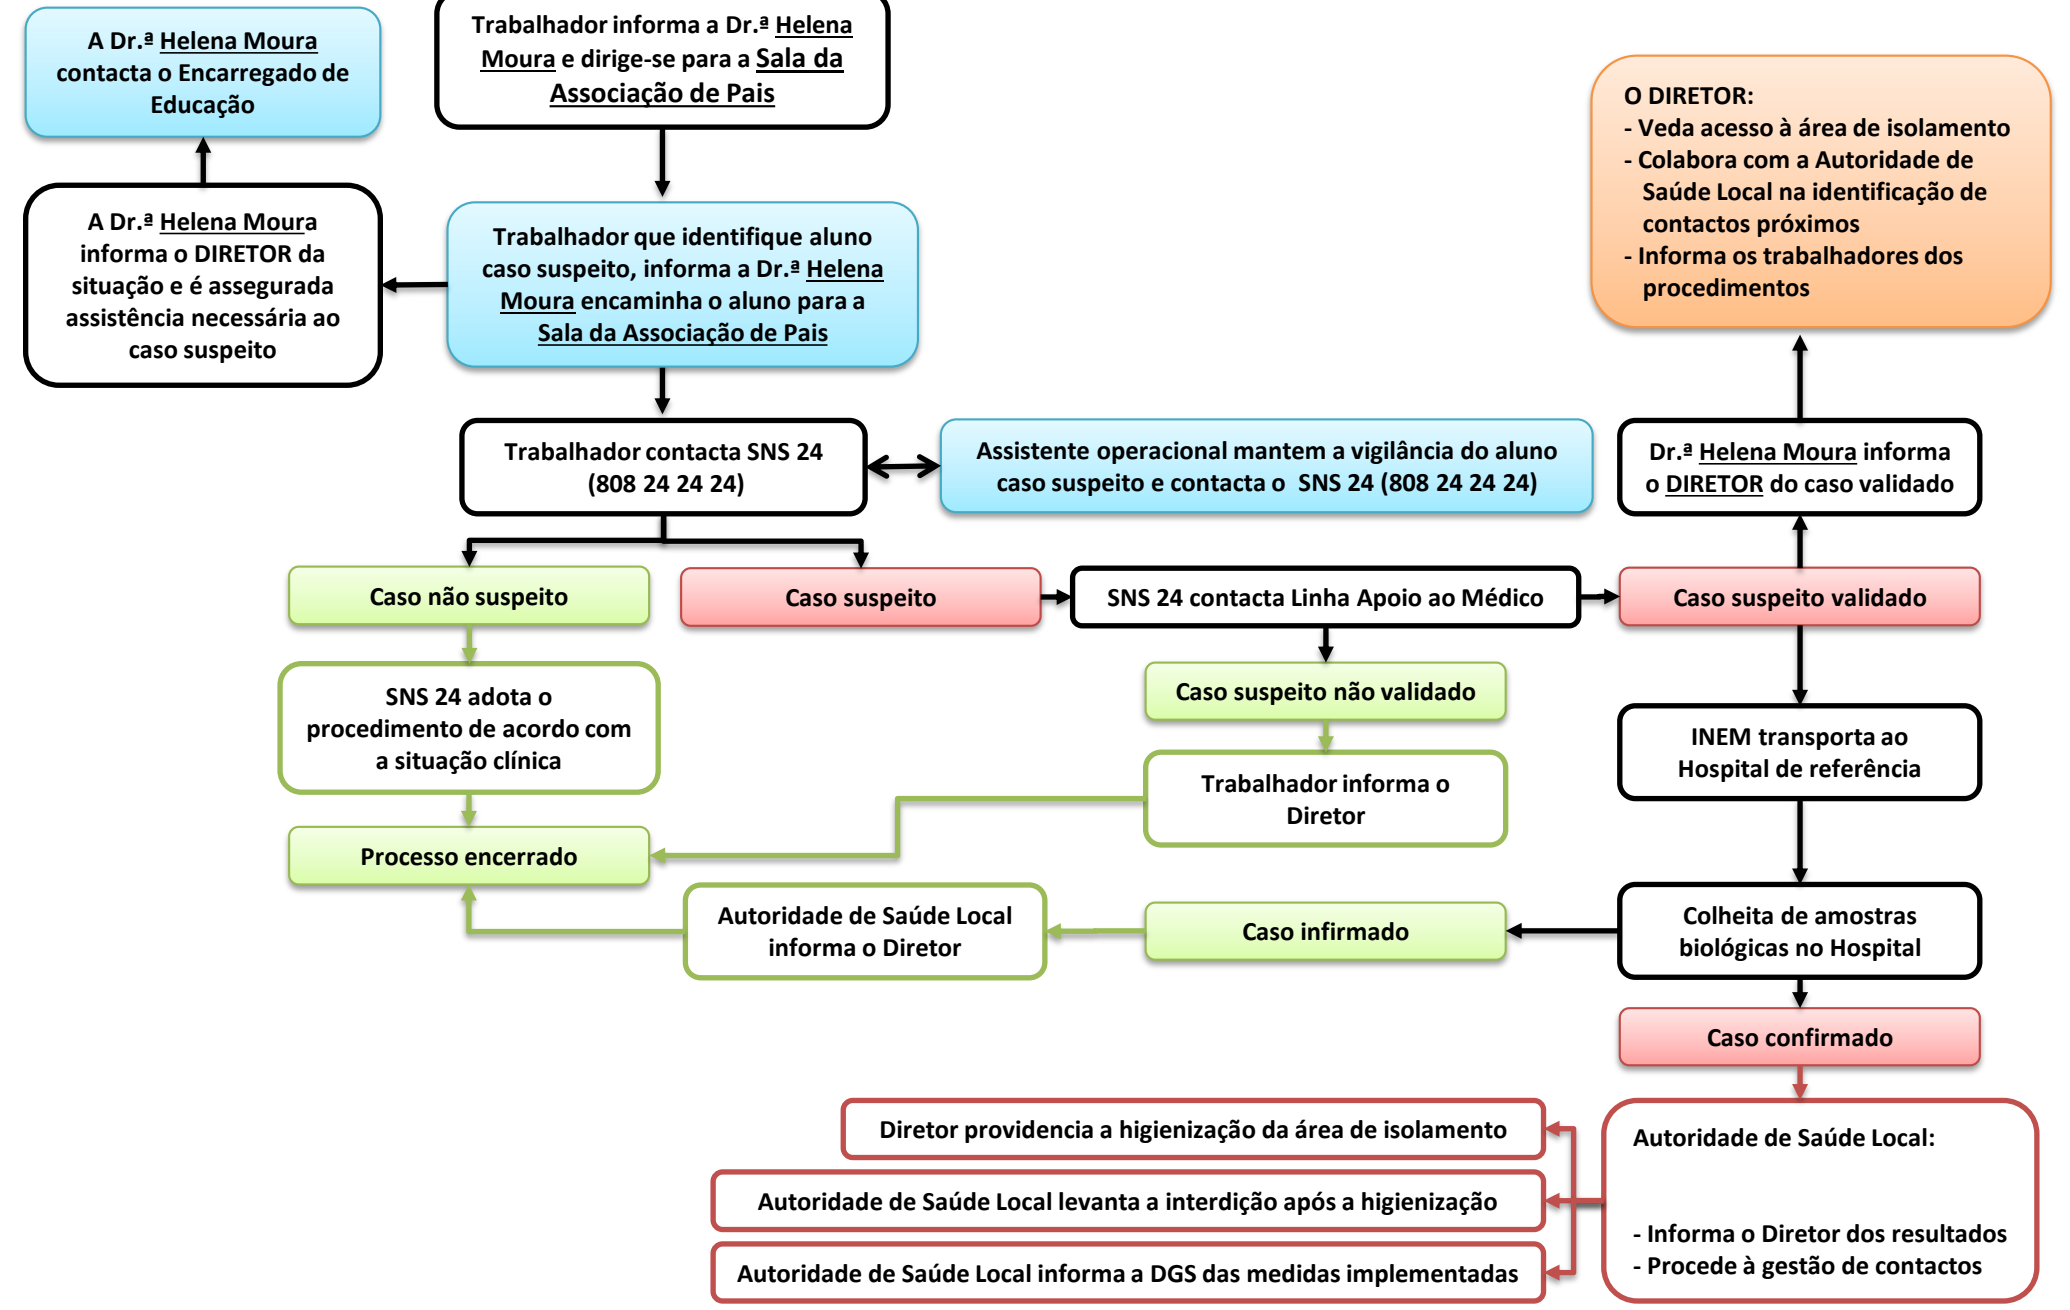 A Dr.ª Helena Moura
contacta o Encarregado de
Educação
Trabalhador informa a Dr.ª Helena
Moura e dirige-se para a Sala da
Associação de Pais
O DIRETOR:
- Veda acesso à área de isolamento
- Colabora com a Autoridade de
Saúde Local na identificação de
contactos próximos
- Informa os trabalhadores dos
procedimentos
A Dr.ª Helena Moura
informa o DIRETOR da
situação e é assegurada
assistência necessária ao
caso suspeito
Trabalhador que identifique aluno
caso suspeito, informa a Dr.ª Helena
Moura encaminha o aluno para a
Sala da Associação de Pais
Trabalhador contacta SNS 24
(808 24 24 24)
Assistente operacional mantem a vigilância do aluno
caso suspeito e contacta o SNS 24 (808 24 24 24)
Dr.ª Helena Moura informa
o DIRETOR do caso validado
Caso não suspeito
Caso suspeito
SNS 24 contacta Linha Apoio ao Médico
Caso suspeito validado
SNS 24 adota o
procedimento de acordo com
a situação clínica
Caso suspeito não validado
INEM transporta ao
Hospital de referência
Trabalhador informa o
Diretor
Processo encerrado
Autoridade de Saúde Local
informa o Diretor
Caso infirmado
Colheita de amostras
biológicas no Hospital
Caso confirmado
Diretor providencia a higienização da área de isolamento
Autoridade de Saúde Local levanta a interdição após a higienização
Autoridade de Saúde Local informa a DGS das medidas implementadas
Autoridade de Saúde Local:
- Informa o Diretor dos resultados
- Procede à gestão de contactos